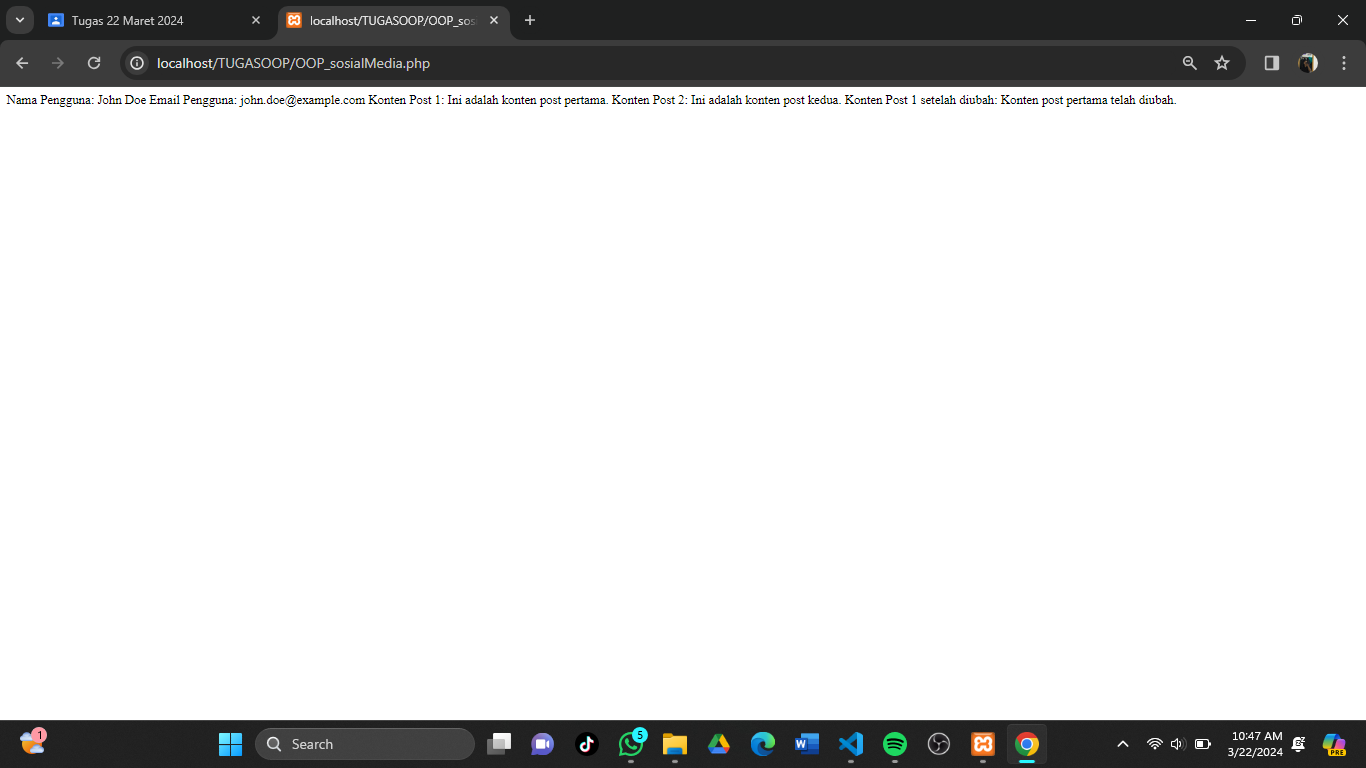 Tugas 22 Maret 2024
localhost/TUGASOOP/OOP_sos
localhost/TUGASOOP/OOP_sosialMedia.php
Nama Pengguna: John Doe Email Pengguna: john.doe@example.com Konten Post 1: Ini adalah konten post pertama. Konten Post 2: Ini adalah konten post kedua. Konten Post 1 setelah diubah: Konten post pertama telah diubah.
1
Search
5
10:47 AM
3/22/2024
PRE